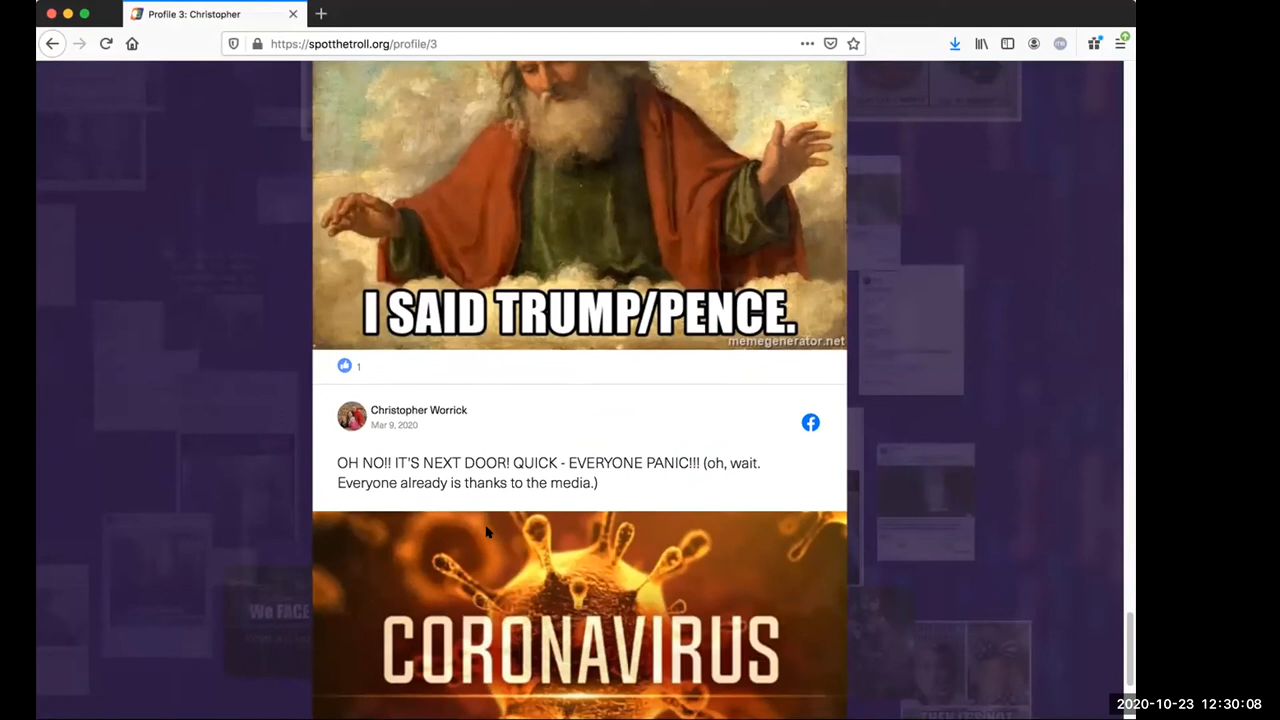 Profile 3: Christopher
https://spotthetroll.org/profile/3
I SAID TRUMP/PENCE.
memegenerator.net
1
Christopher Worrick
Mar 9, 2020
OH NO!! IT'S NEXT DOOR! QUICK - EVERYONE PANIC!!! (oh, wait.
Everyone already is thanks to the media.)
We FACE
CORONAVIRUS
2020-10-23 12:30:08